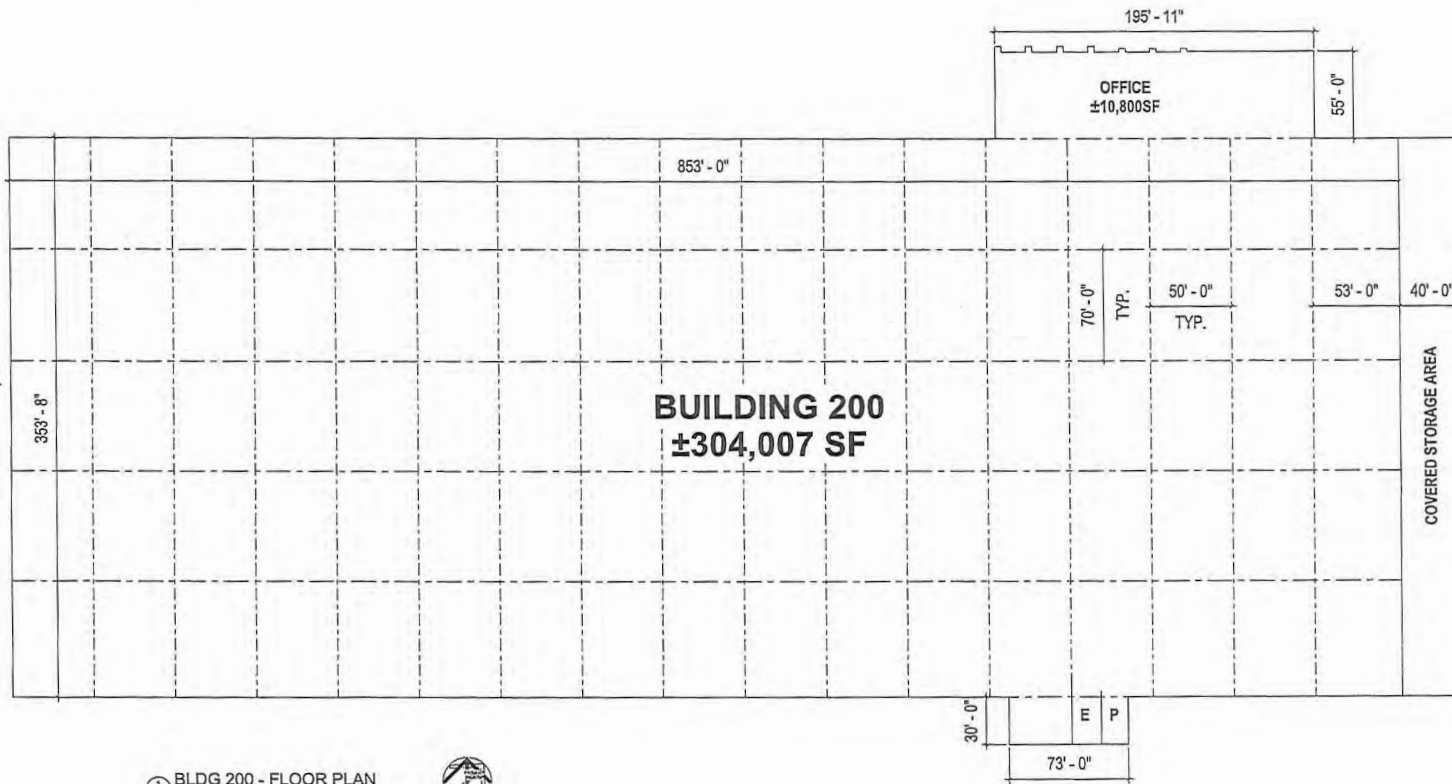 195' - 11"
OFFICE
±10,800SF
55' - 0"
853' - 0"
70' - 0"
TYP.
50' - 0"
TYP.
53' - 0"
40' - 0"
353' - 8"
BUILDING 200
±304,007 SF
COVERED STORAGE AREA
30' - 0"
E
P
73' - 0"
BLDG 200 - FLOOR PLAN